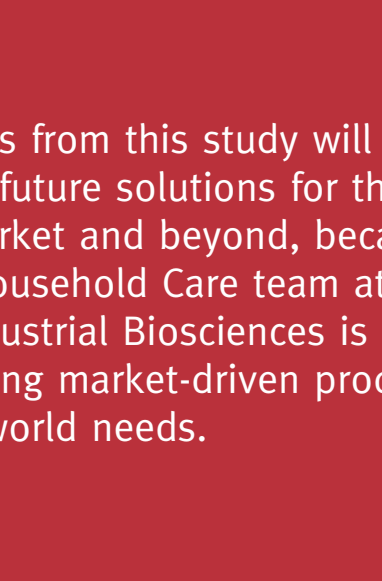 s from this study will
future solutions for th
rket and beyond, beca
ousehold Care team at
ustrial Biosciences is
ng market-driven proc
world needs.